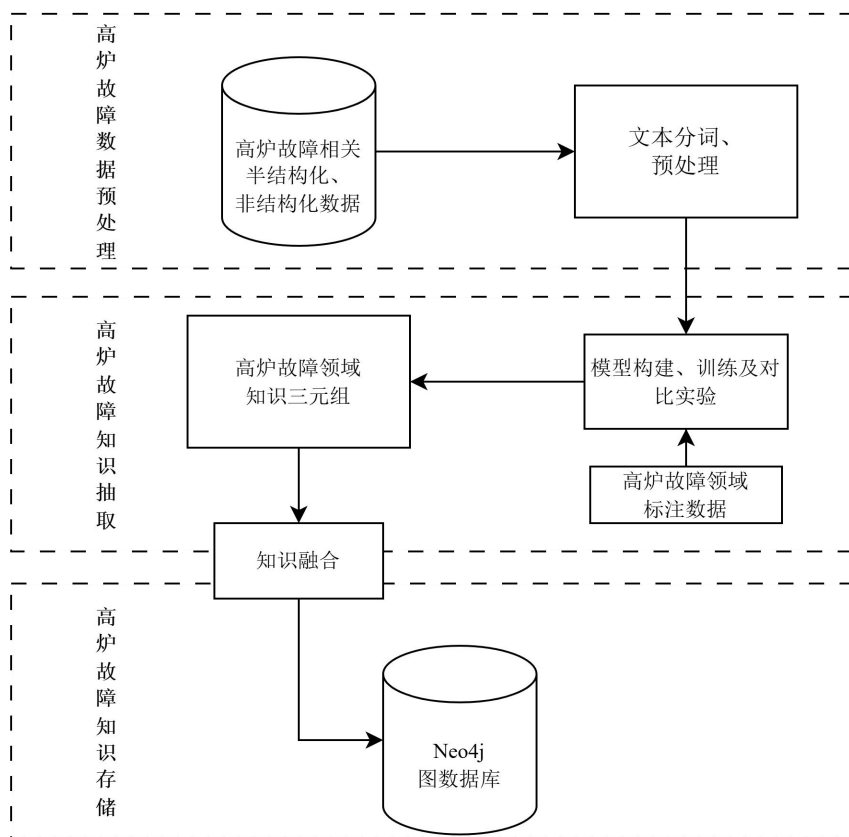 高炉故障数据预处理
高炉故障相关
半结构化、
非结构化数据
文本分词、
预处理
高炉故障知识抽取
高炉故障领域
知识三元组
模型构建、训练及对
比实验
高炉故障领域
标注数据
知识融合
高炉故障知识存储
Neo4j
图数据库